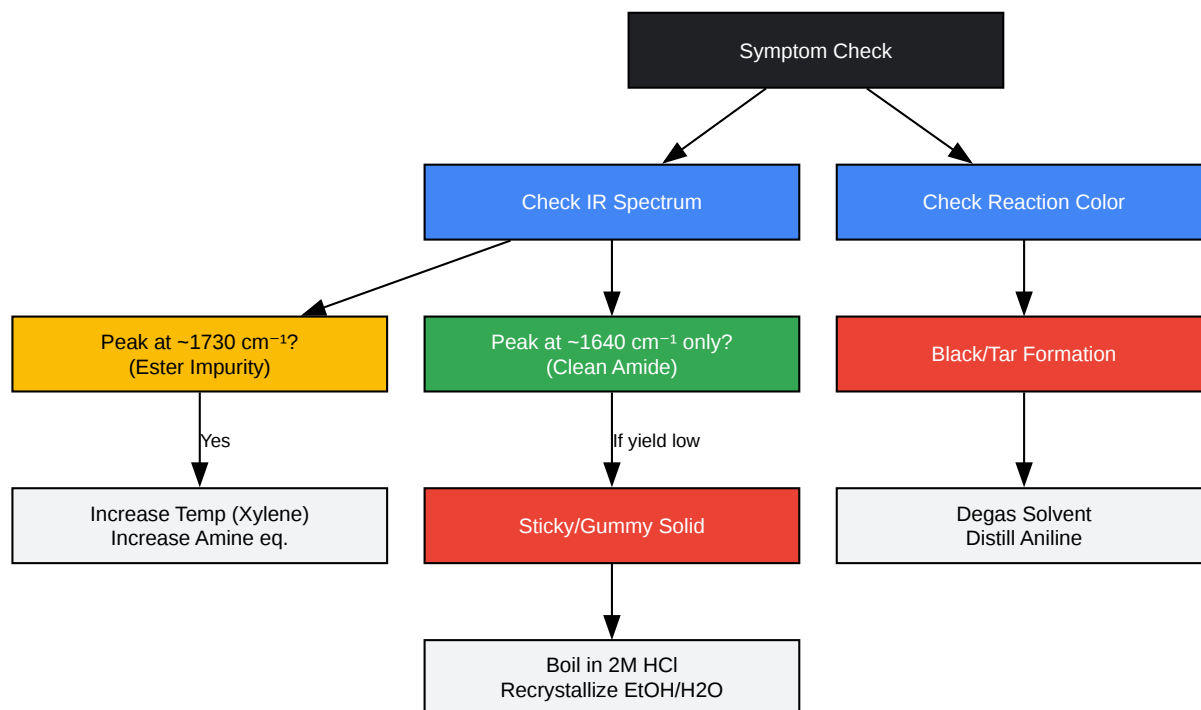 Symptom Check
Check IR Spectrum
Check Reaction Color
Peak at ~1730 cm⁻¹?
(Ester Impurity)
Peak at ~1640 cm⁻¹ only?
(Clean Amide)
Black/Tar Formation
Yes
If yield low
Increase Temp (Xylene)
Increase Amine eq.
Sticky/Gummy Solid
Degas Solvent
Distill Aniline
Boil in 2M HCl
Recrystallize EtOH/H2O